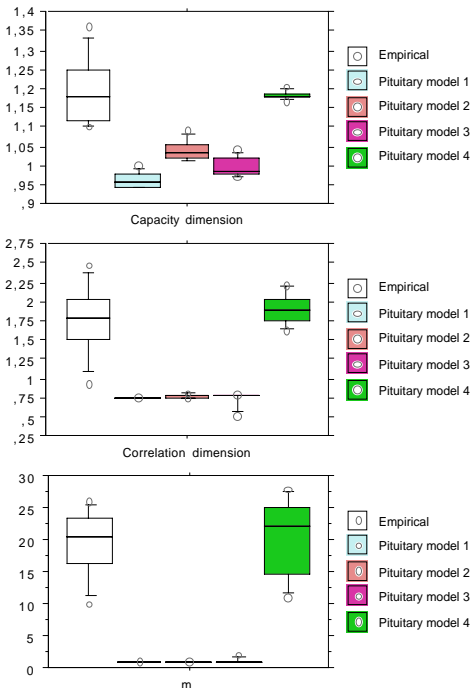 1,4
1,35
1,3
1,25
1,2
1,15
1,1
1,05
1
,95
,9
Capacity dimension
Empirical
Pituitary model 1
Pituitary model 2
Pituitary model 3
Pituitary model 4
2,75
2,5
2,25
2
1,75
1,5
1,25
1
,75
,5
,25
Correlation dimension
Empirical
Pituitary model 1
Pituitary model 2
Pituitary model 3
Pituitary model 4
30
25
20
15
10
5
0
m
Empirical
Pituitary model 1
Pituitary model 2
Pituitary model 3
Pituitary model 4